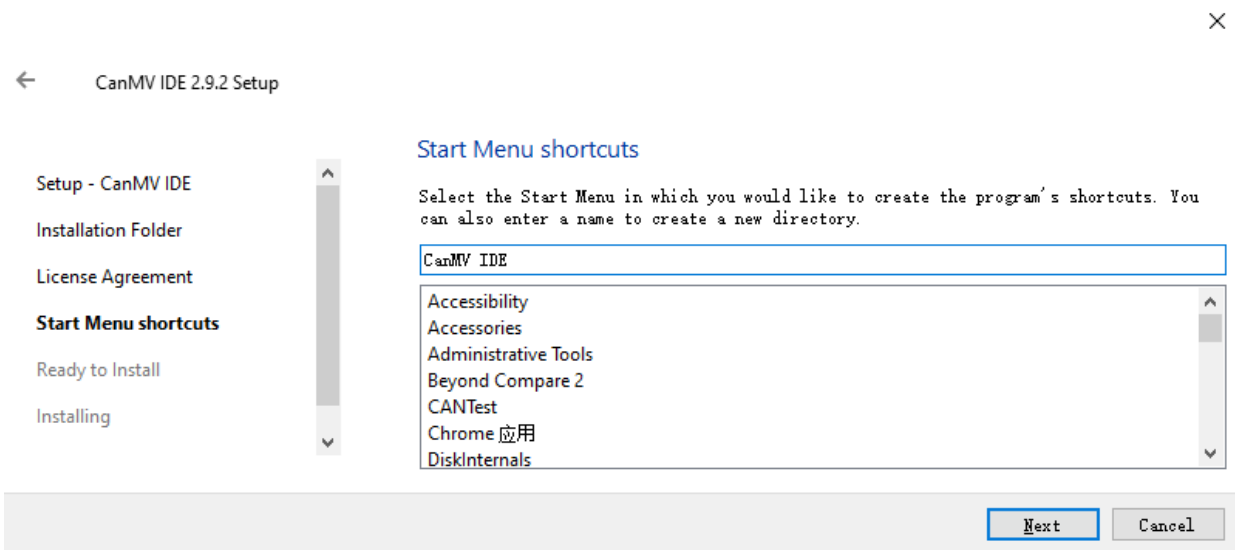 CanMV IDE 2.9.2 Setup
Setup - CanMV IDE
Installation Folder
License Agreement
Start Menu shortcuts
Ready to Install
Installing
Start Menu shortcuts
Select the Start Menu in which you would like to create the program's shortcuts. You
can also enter a name to create a new directory.
CanMV IDE
Accessibility
Accessories
Administrative Tools
Beyond Compare 2
CANTest
Chrome 应用
DiskInternals
Next
Cancel